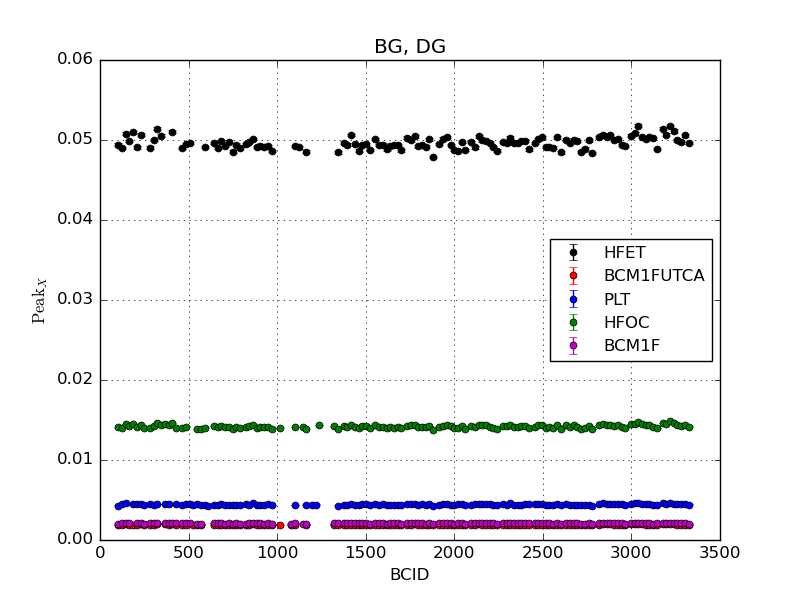 BG, DG
0.06
0.05
0.04
0.03
0.02
0.01
0.00
Peak_X
HFET
BCM1FUTCA
PLT
HFOC
BCM1F
0 500 1000 1500 2000 2500 3000 3500
BCID